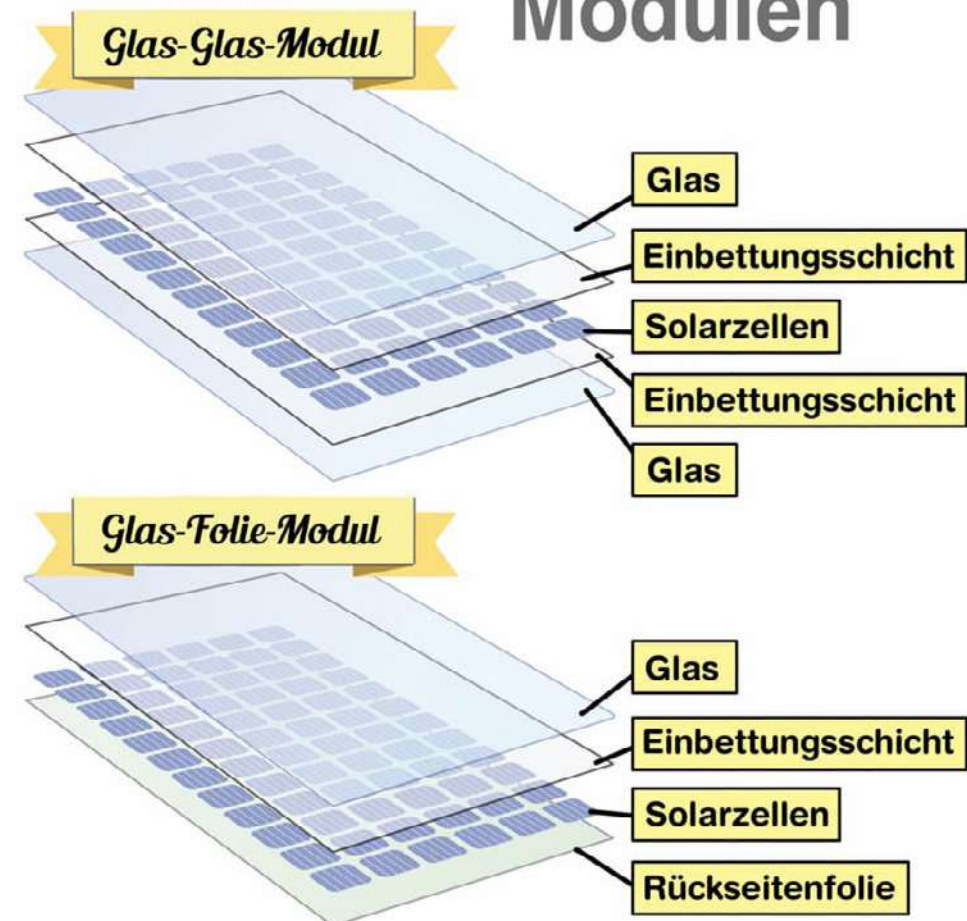 Modulen
Glas-Glas-Modul
Glas
Einbettungsschicht
Solarzellen
Einbettungsschicht
Glas
Glas-Folie-Modul
Glas
Einbettungsschicht
Solarzellen
Rückseitenfolie